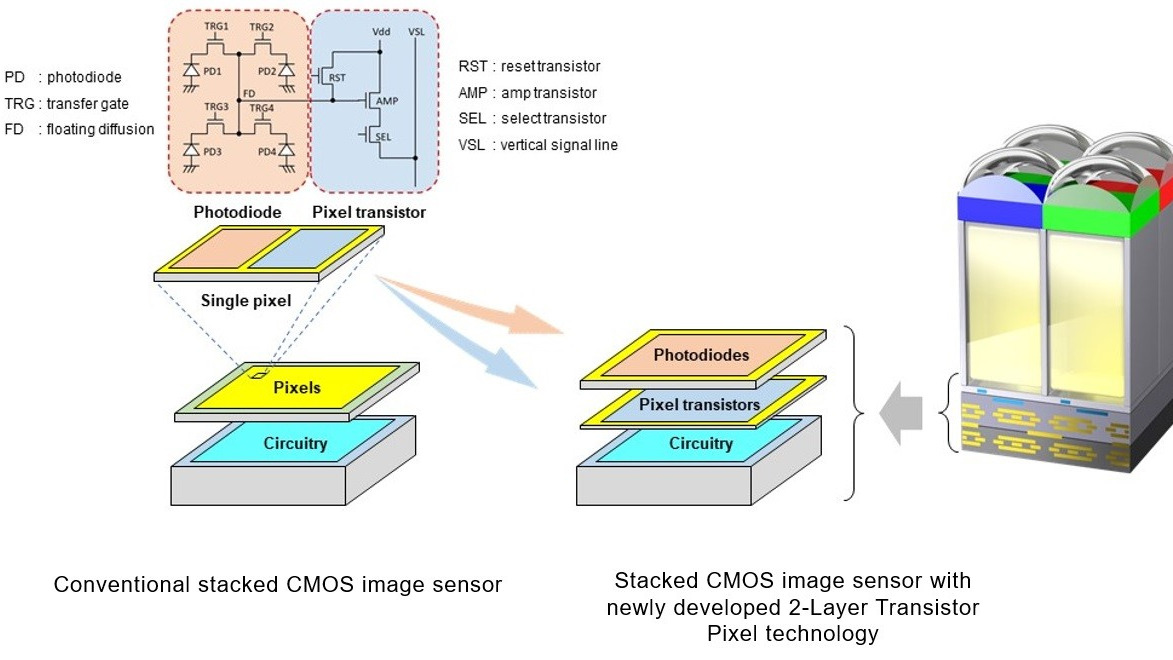 TRG1
TRG2
PD1
PD2
FD
TRG3
TRG4
PD3
PD4
Vdd
VSL
RST
AMP
SEL
PD : photodiode
TRG : transfer gate
FD : floating diffusion
RST : reset transistor
AMP : amp transistor
SEL : select transistor
VSL : vertical signal line
Photodiode
Pixel transistor
Single pixel
Pixels
Circuitry
Photodiodes
Pixel transistors
Circuitry
Conventional stacked CMOS image sensor
Stacked CMOS image sensor with
newly developed 2-Layer Transistor
Pixel technology